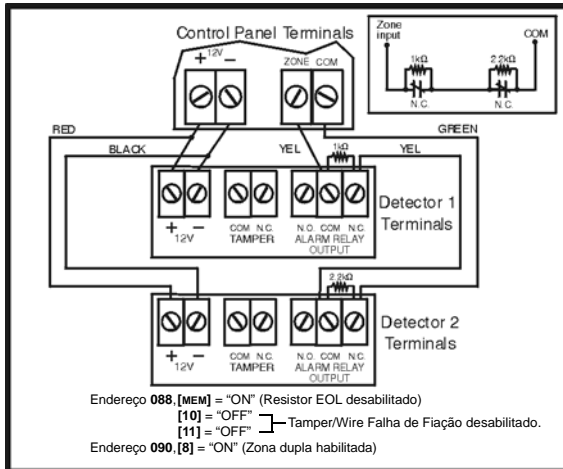 Control Panel Terminals
+ 12V −
ZONE COM
Zone input
COM
1kΩ
2.2kΩ
N.C.
N.C.
RED
GREEN
BLACK
YEL
1kΩ
YEL
Detector 1 Terminals
+ −
12V
COM N.C.
TAMPER
N.O. COM N.C.
ALARM RELAY
OUTPUT
2.2kΩ
Detector 2 Terminals
+ −
12V
COM N.C.
TAMPER
N.O. COM N.C.
ALARM RELAY
OUTPUT
Endereço 088,[MEM] = “ON” (Resistor EOL desabilitado)
[10] = “OFF”
[11] = “OFF”
Tamper/Wire Falha de Fiação desabilitado.
Endereço 090,[8] = “ON” (Zona dupla habilitada)